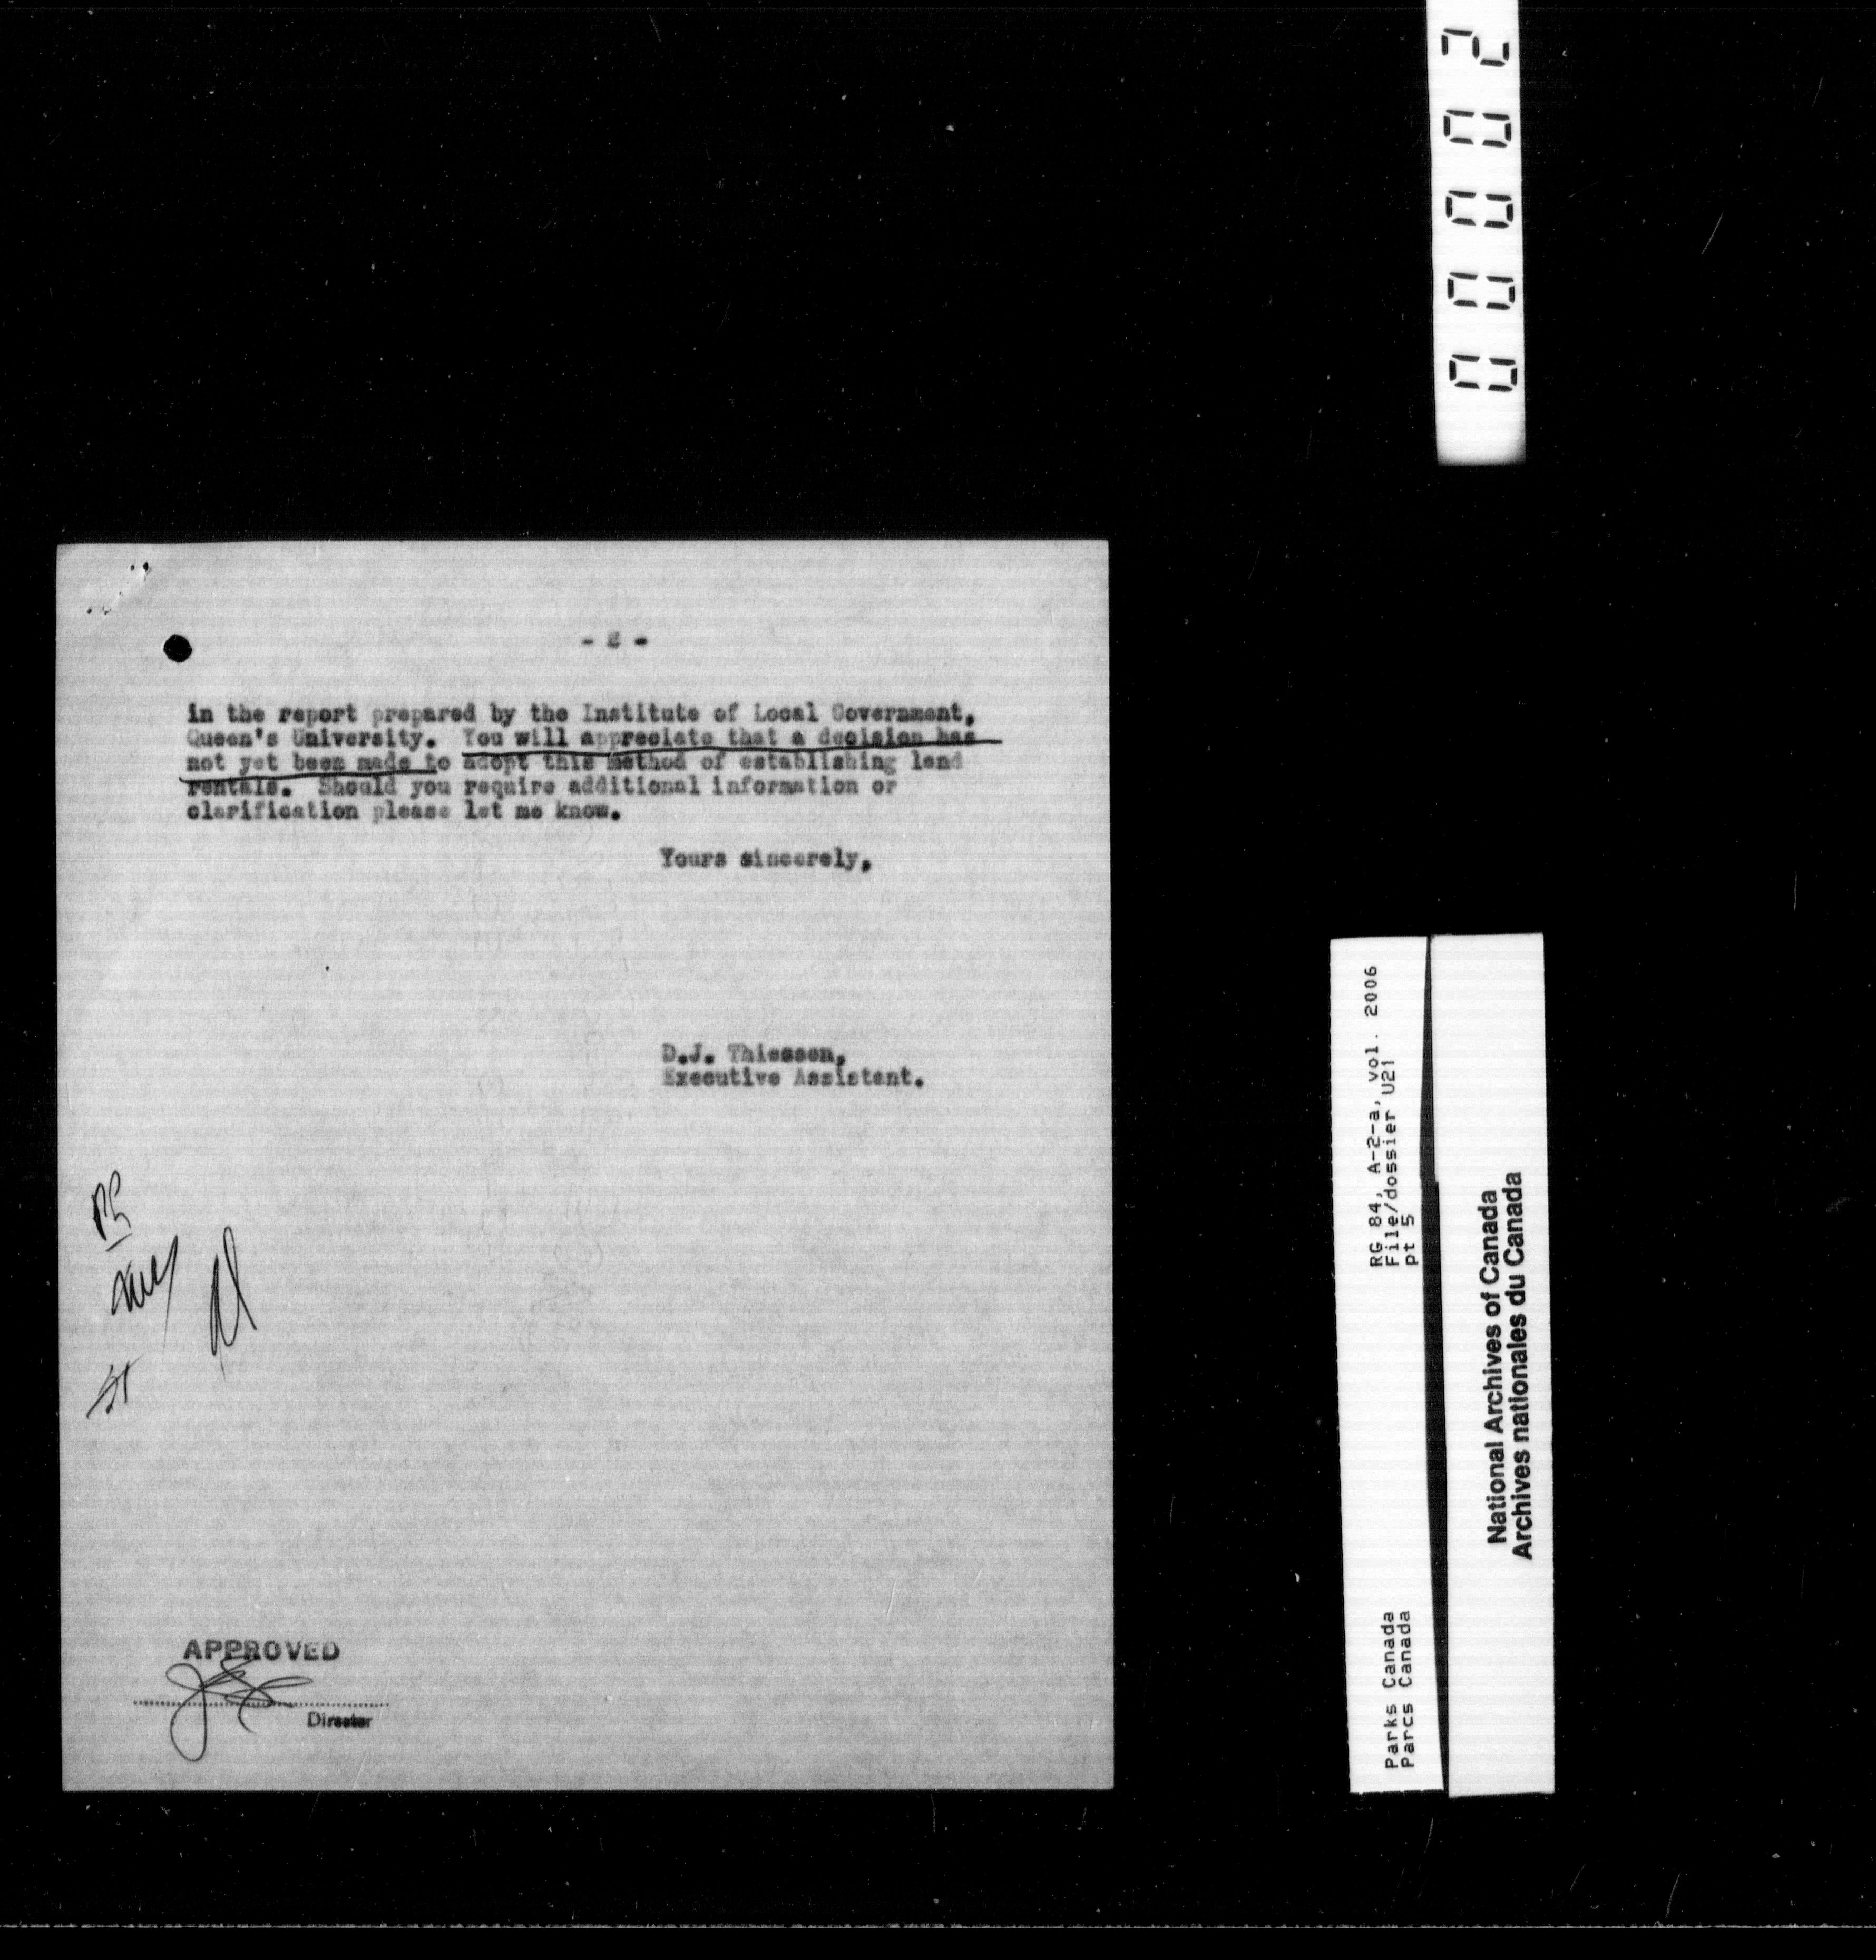 - 2 -
in the report prepared by the Institute of Local Government,
Queen's University. You will appreciate that a decision has
not yet been made to adopt this method of establishing land
rentals. Should you require additional information or
clarification please let me know.
Yours sincerely,
D.J. Thiessen,
Executive Assistant.
APPROVED
Director
00002
RG 84, A-2-a, vol. 2006
File/dossier U21
pt 5
Parks Canada
Parcs Canada
National Archives of Canada
Archives nationales du Canada